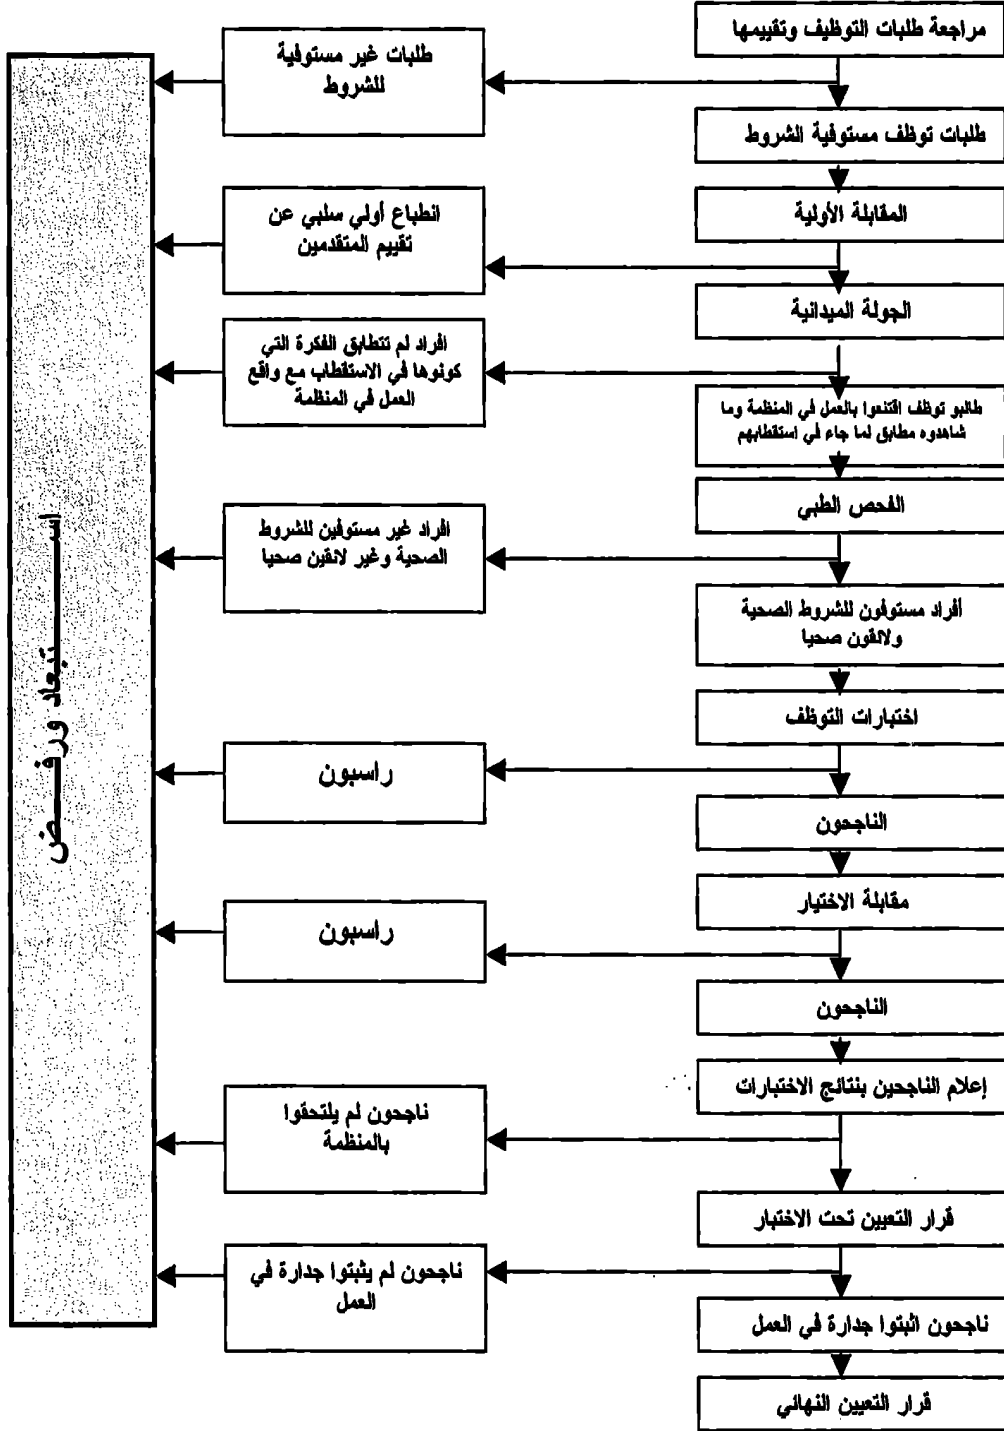 مراجعة طلبات التوظيف وتقييمها
طلبات غير مستوفية
للشروط
طلبات توظف مستوفية الشروط
المقابلة الأولية
انطباع أولي سلبي عن
تقييم المتقدمين
الجولة الميدانية
افراد لم تتطابق الفكرة التي
كونوها في الاستقطاب مع واقع
العمل في المنظمة
طالبو توظف اقتنعوا بالعمل في المنظمة وما
شاهدوه مطابق لما جاء في استقطابهم
الفحص الطبي
افراد غير مستوفين للشروط
الصحية وغير لائقين صحيا
أفراد مستوفون للشروط الصحية
ولائقون صحيا
اختبارات التوظف
راسبون
الناجحون
مقابلة الاختيار
راسبون
الناجحون
إعلام الناجحين بنتائج الاختبارات
ناجحون لم يلتحقوا
بالمنظمة
قرار التعيين تحت الاختبار
ناجحون لم يثبتوا جدارة في
العمل
ناجحون اثبتوا جدارة في العمل
قرار التعيين النهائي
استبعاد ورفض